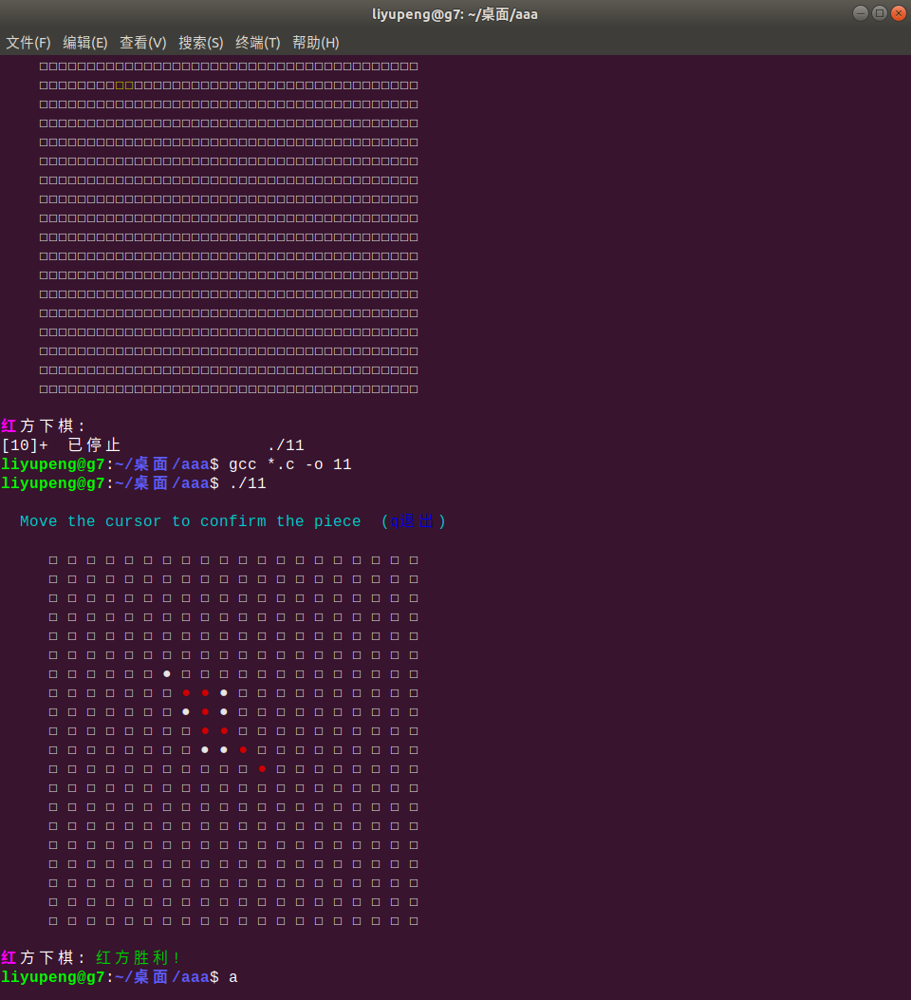 liyupeng@g7: ~/桌面/aaa
文件(F) 编辑(E) 查看(V) 搜索(S) 终端(T) 帮助(H)
红方下棋:
[10]+ 已停止 ./11
liyupeng@g7:~/桌面/aaa$ gcc *.c -o 11
liyupeng@g7:~/桌面/aaa$ ./11
Move the cursor to confirm the piece (q退出)
红方下棋: 红方胜利!
liyupeng@g7:~/桌面/aaa$ a